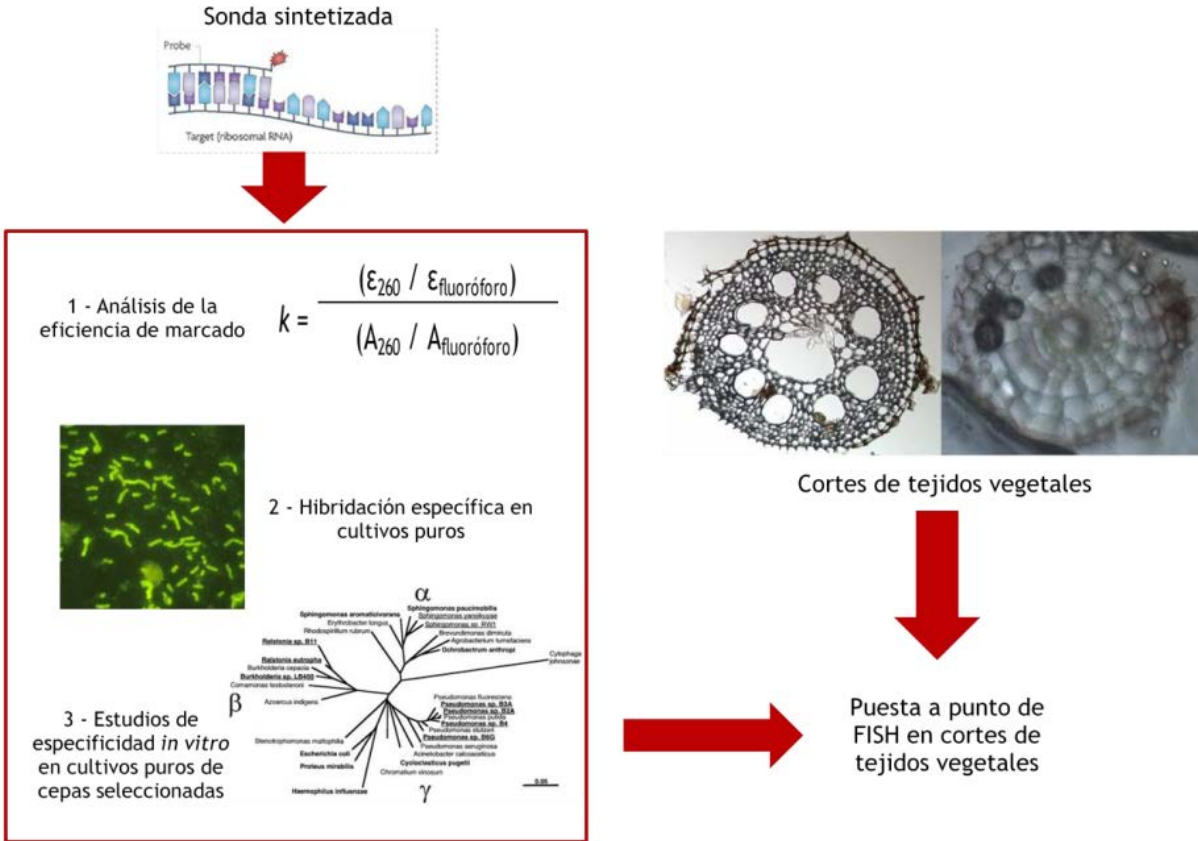 Sonda sintetizada
Probe
Target (ribosomal RNA)
1 - Análisis de la
eficiencia de marcado
k =
(ε260 / εfluoróforo)
(A260 / Afluoróforo)
2 - Hibridación específica en
cultivos puros
3 - Estudios de
especificidad in vitro
en cultivos puros de
cepas seleccionadas
α
Sphingomonas aromaticivorans
Sphingomonas paucimobilis
Erythrobacter longus
Sphingomonas yanoikuyae
Rhodospirillum rubrum
Sphingomonas sp. RW1
Brevundimonas diminuta
Ralstonia sp. B11
Agrobacterium tumefaciens
Ochrobactrum anthropi
Cytophaga
johnsonae
Ralstonia eutropha
Burkholderia cepacia
Burkholderia sp. LB400
Comamonas testosteroni
Azoarcus indigens
β
Pseudomonas fluorescens
Pseudomonas sp. B3A
Pseudomonas sp. B2A
Pseudomonas putida
Pseudomonas sp. B4
Pseudomonas stutzeri
Pseudomonas sp. B6G
Pseudomonas aeruginosa
Acinetobacter calcoaceticus
Cycloclasticus pugetii
Chromatium vinosum
Stenotrophomonas maltophilia
Escherichia coli
Proteus mirabilis
Haemophilus influenzae
γ
0.05
Cortes de tejidos vegetales
Puesta a punto de
FISH en cortes de
tejidos vegetales